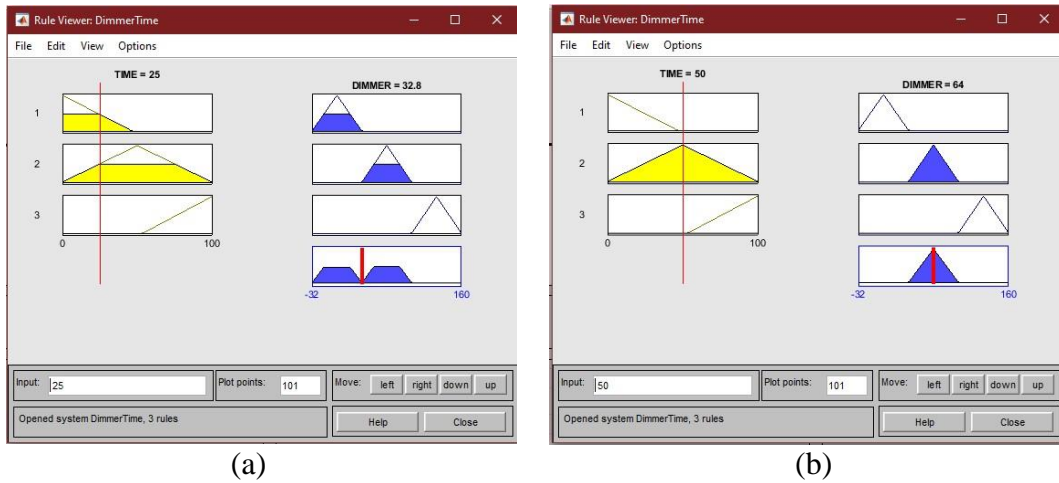 Rule Viewer: DimmerTime
File Edit View Options
TIME = 25
DIMMER = 32.8
1
2
3
0 100
-32 160
Input: 25
Plot points: 101
Move: left right down up
Opened system DimmerTime, 3 rules
Help Close
(a)
Rule Viewer: DimmerTime
File Edit View Options
TIME = 50
DIMMER = 64
1
2
3
0 100
-32 160
Input: 50
Plot points: 101
Move: left right down up
Opened system DimmerTime, 3 rules
Help Close
(b)